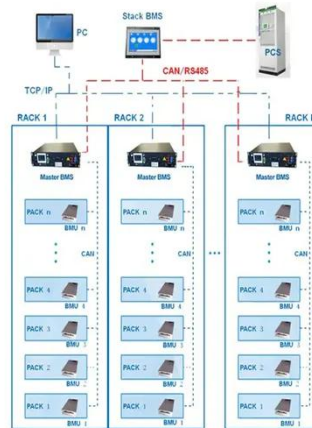 PC
Stack BMS
PCS
CAN/RS485
TCP/IP
RACK 1
RACK 2
RACK
Master BMS
Master BMS
Master BMS
PACK n
BMU n
PACK n
BMU n
PACK n
BMU n
CAN
CAN
CAN
PACK 4
BMU 4
PACK 4
BMU 4
PACK 4
BMU 4
PACK 3
BMU 3
PACK 3
BMU 3
PACK 3
BMU 3
PACK 2
BMU 2
PACK 2
BMU 2
PACK 2
BMU 2
PACK 1
BMU 1
PACK 1
BMU 1
PACK 1
BMU 1